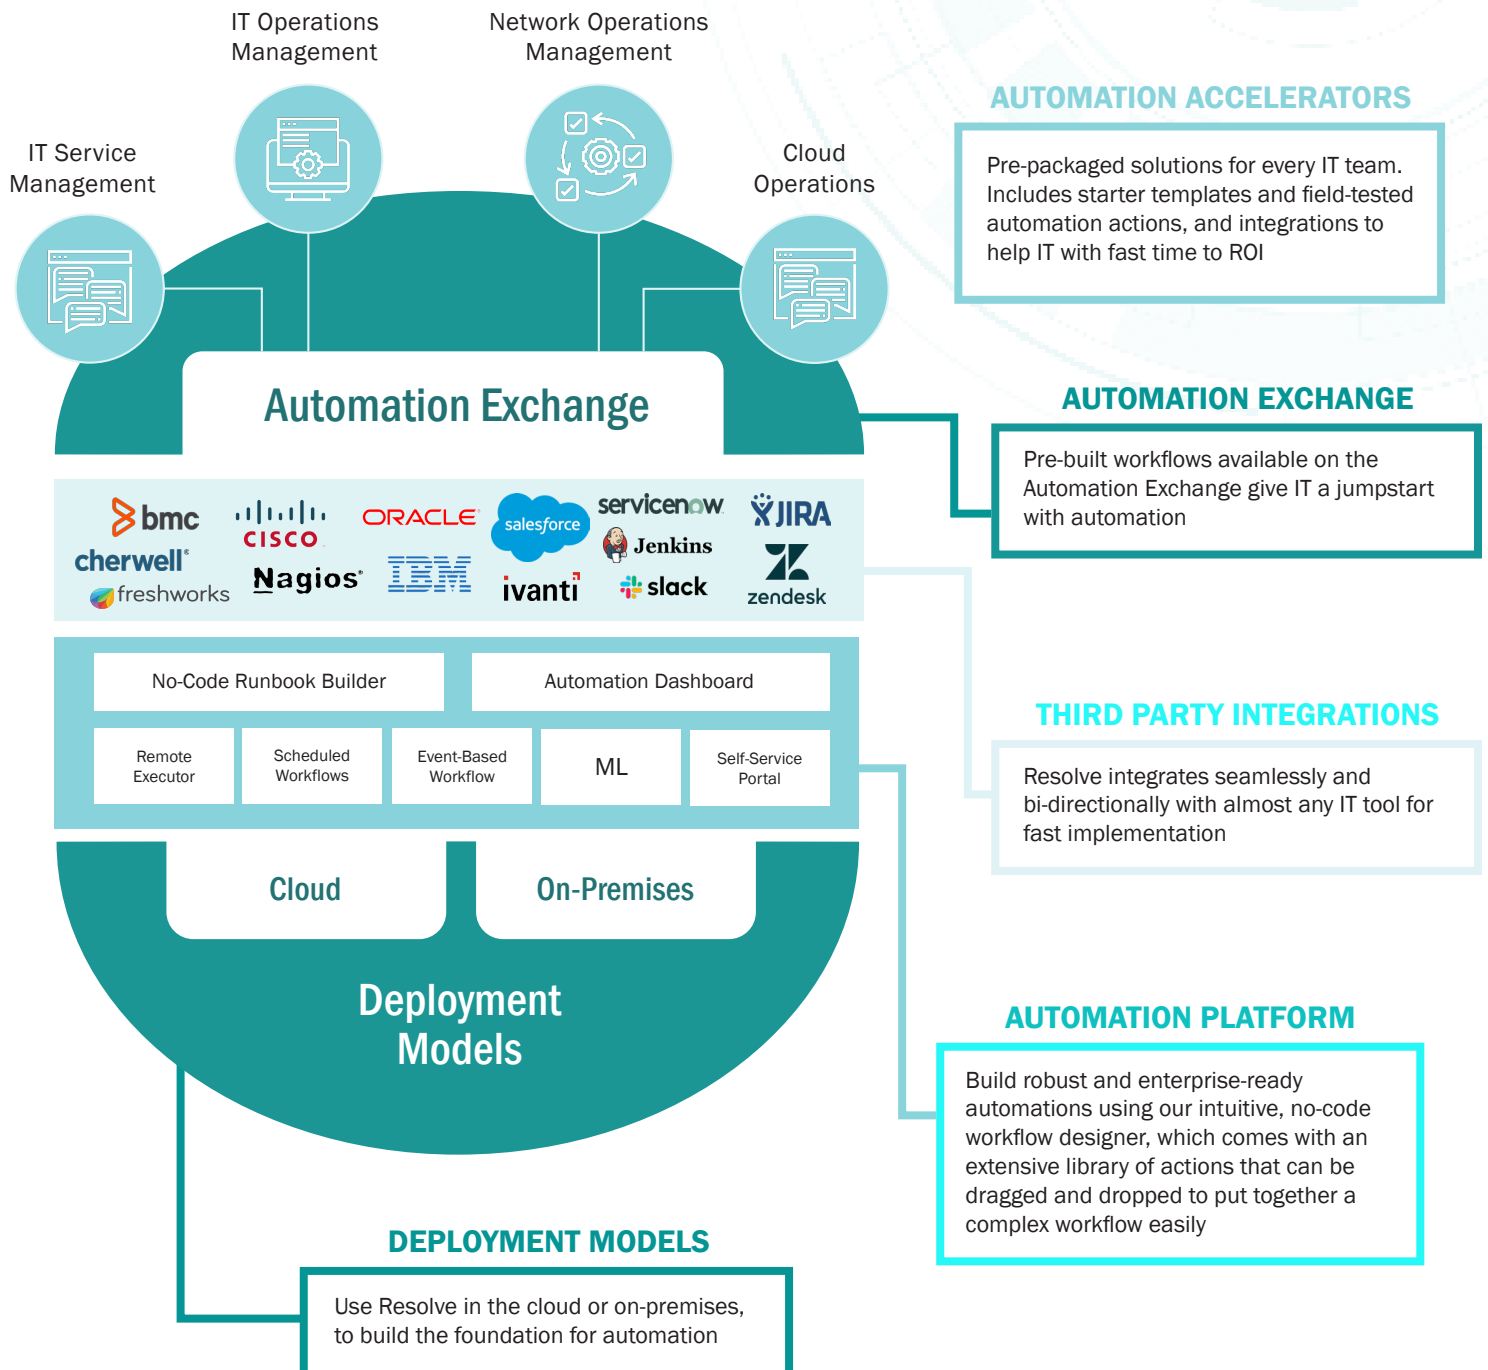 IT Operations
Management
Network Operations
Management
IT Service
Management
Cloud
Operations
AUTOMATION ACCELERATORS
Pre-packaged solutions for every IT team.
Includes starter templates and field-tested
automation actions, and integrations to
help IT with fast time to ROI
Automation Exchange
AUTOMATION EXCHANGE
Pre-built workflows available on the
Automation Exchange give IT a jumpstart
with automation
bmc
CISCO
ORACLE
salesforce
servicenow
JIRA
cherwell
Nagios
IBM
ivanti
Jenkins
zendesk
freshworks
slack
No-Code Runbook Builder
Automation Dashboard
Remote
Executor
Scheduled
Workflows
Event-Based
Workflow
ML
Self-Service
Portal
THIRD PARTY INTEGRATIONS
Resolve integrates seamlessly and
bi-directionally with almost any IT tool for
fast implementation
Cloud
On-Premises
Deployment
Models
AUTOMATION PLATFORM
Build robust and enterprise-ready
automations using our intuitive, no-code
workflow designer, which comes with an
extensive library of actions that can be
dragged and dropped to put together a
complex workflow easily
DEPLOYMENT MODELS
Use Resolve in the cloud or on-premises,
to build the foundation for automation